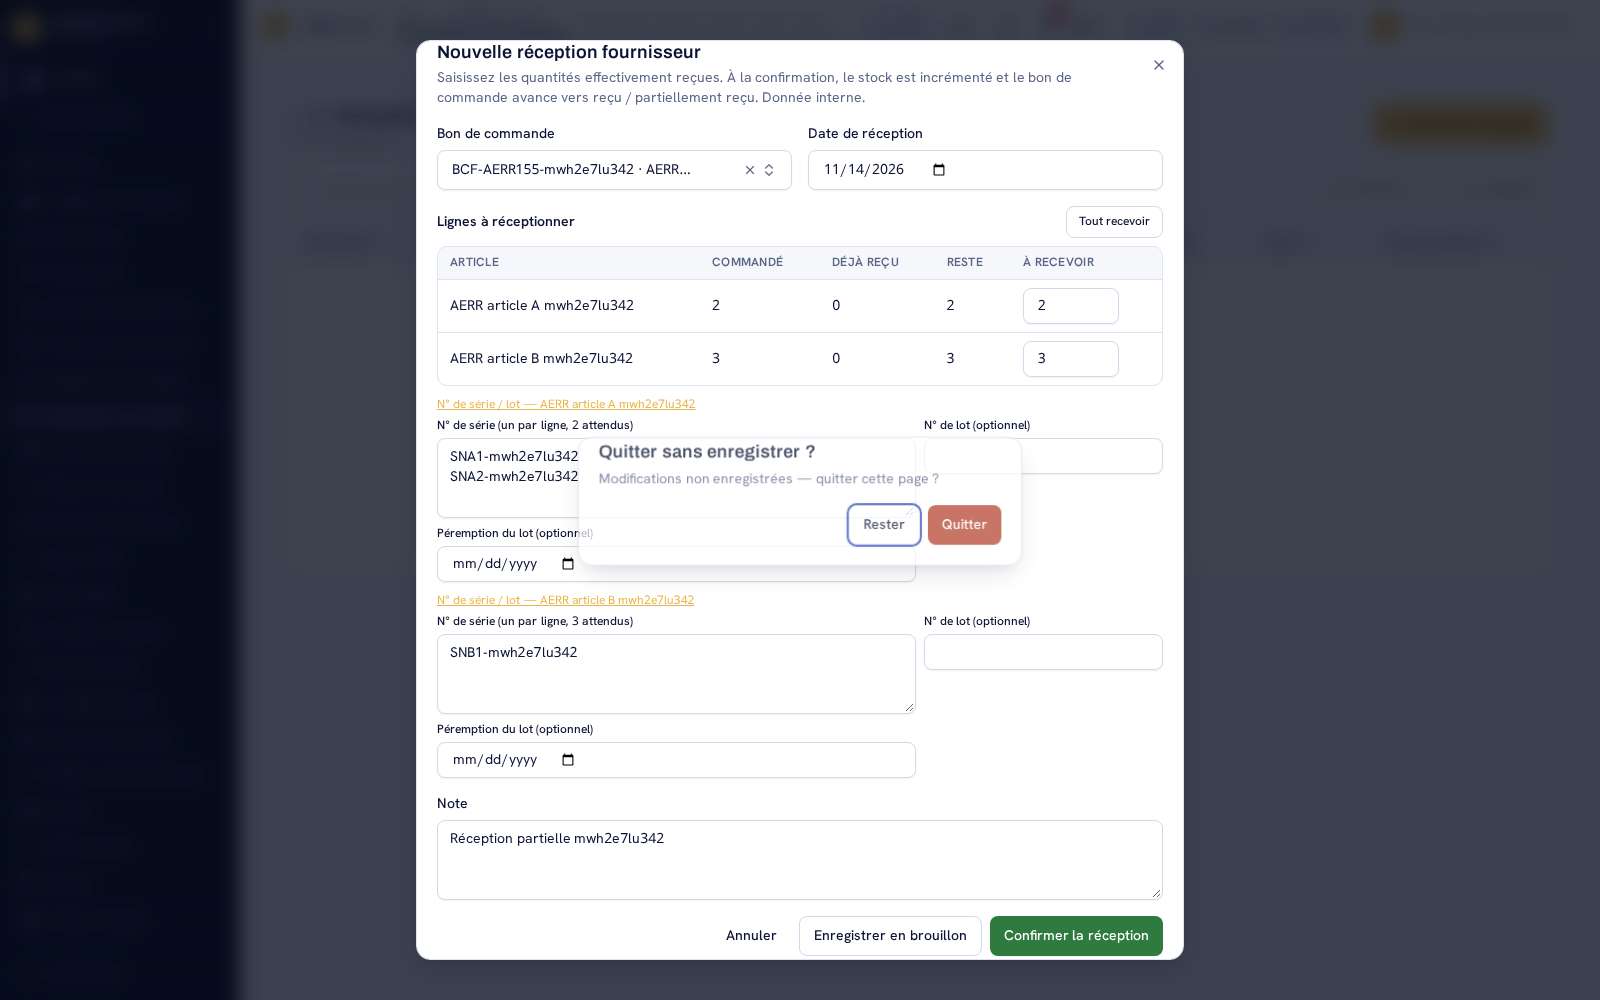 Nouvelle réception fournisseur
Saisissez les quantités effectivement reçues. À la confirmation, le stock est incrémenté et le bon de
commande avance vers reçu / partiellement reçu. Donnée interne.
Bon de commande
Date de réception
BCF-AERR155-mwh2e7lu342 · AERR...
11/14/2026
Lignes à réceptionner
Tout recevoir
ARTICLE COMMANDÉ DÉJÀ REÇU RESTE À RECEVOIR
AERR article A mwh2e7lu342 2 0 2 2
AERR article B mwh2e7lu342 3 0 3 3
N° de série / lot — AERR article A mwh2e7lu342
N° de série (un par ligne, 2 attendus)
N° de lot (optionnel)
SNA1-mwh2e7lu342
SNA2-mwh2e7lu342
Quitter sans enregistrer ?
Modifications non enregistrées — quitter cette page ?
Rester
Quitter
Péremption du lot (optionnel)
mm/dd/yyyy
N° de série / lot — AERR article B mwh2e7lu342
N° de série (un par ligne, 3 attendus)
N° de lot (optionnel)
SNB1-mwh2e7lu342
Péremption du lot (optionnel)
mm/dd/yyyy
Note
Réception partielle mwh2e7lu342
Annuler
Enregistrer en brouillon
Confirmer la réception